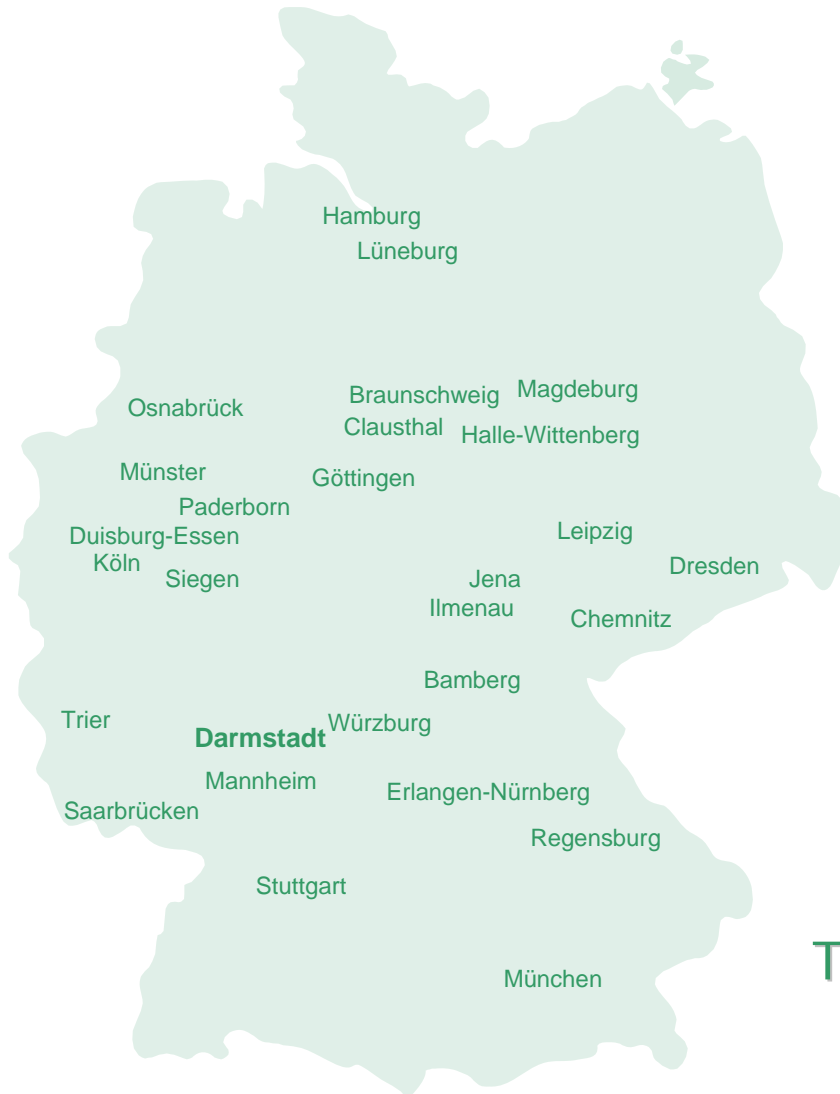 Hamburg
Lüneburg
Magdeburg
Braunschweig
Osnabrück
Clausthal
Halle-Wittenberg
Münster
Göttingen
Paderborn
Leipzig
Duisburg-Essen
Köln
Dresden
Siegen
Jena
Ilmenau
Chemnitz
Bamberg
Trier
Würzburg
Darmstadt
Mannheim
Erlangen-Nürnberg
Saarbrücken
Regensburg
Stuttgart
T
München